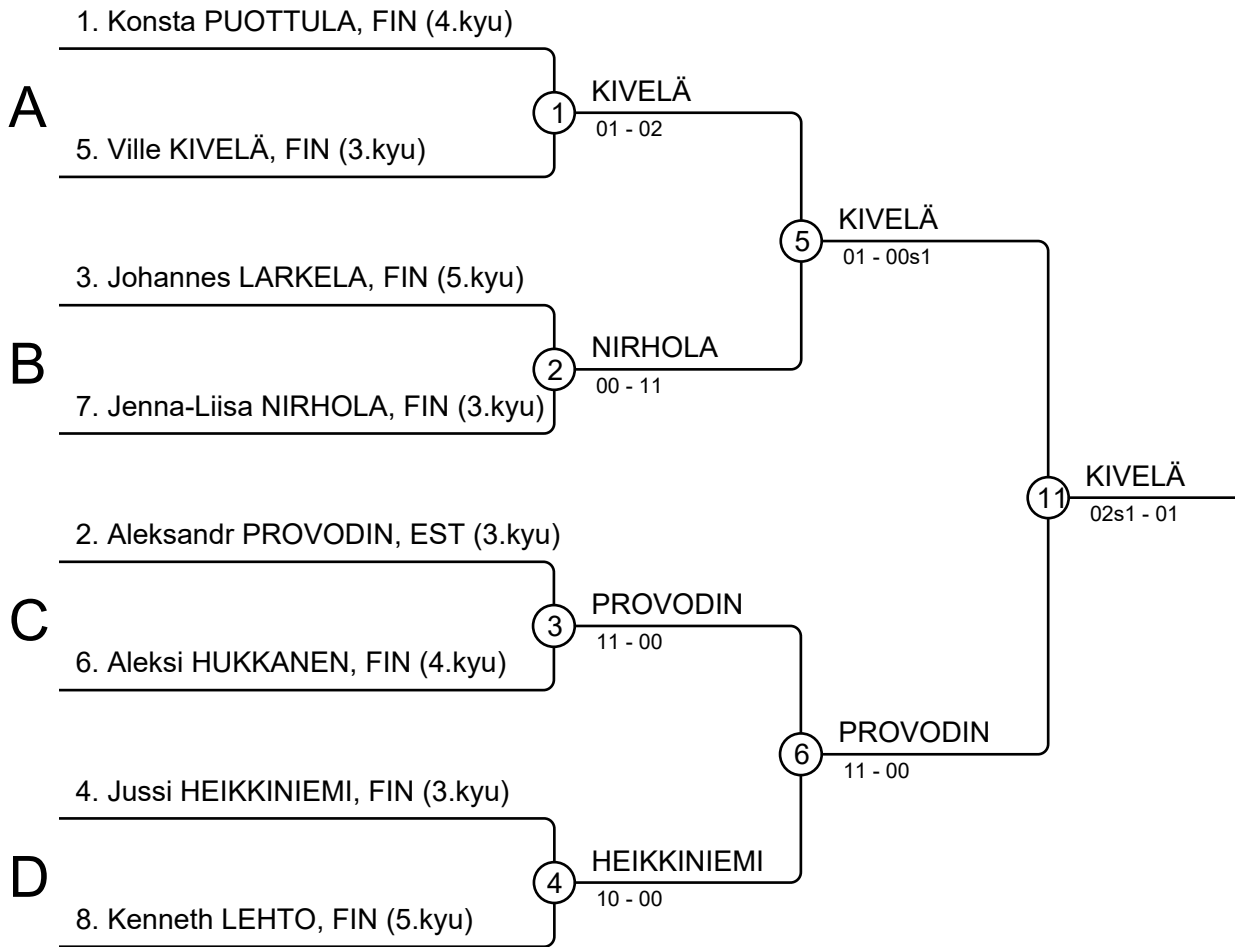 1. Konsta PUOTTULA, FIN (4.kyu)
A
1
KIVELÄ
01 - 02
5. Ville KIVELÄ, FIN (3.kyu)
5
KIVELÄ
01 - 00s1
3. Johannes LARKELA, FIN (5.kyu)
B
2
NIRHOLA
00 - 11
7. Jenna-Liisa NIRHOLA, FIN (3.kyu)
11
KIVELÄ
02s1 - 01
2. Aleksandr PROVODIN, EST (3.kyu)
C
3
PROVODIN
11 - 00
6. Aleksi HUKKANEN, FIN (4.kyu)
6
PROVODIN
11 - 00
4. Jussi HEIKKINIEMI, FIN (3.kyu)
D
4
HEIKKINIEMI
10 - 00
8. Kenneth LEHTO, FIN (5.kyu)